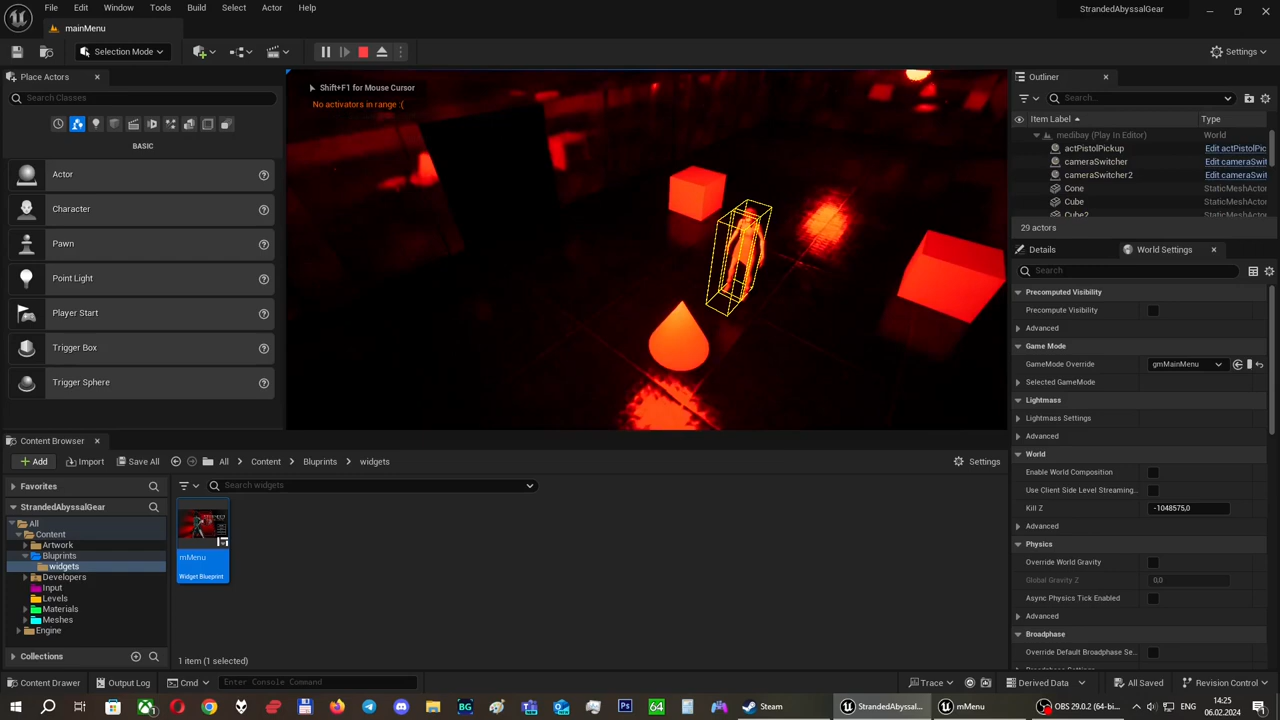 File Edit Window Tools Build Select Actor Help
StrandedAbyssalGear
mainMenu
Selection Mode
Settings
Place Actors
Search Classes
BASIC
Actor
Character
Pawn
Point Light
Player Start
Trigger Box
Trigger Sphere
Shift+F1 for Mouse Cursor
No activators in range :(
Outliner
Search...
Item Label Type
medibay (Play In Editor) World
actPistolPickup Edit actPistolPic
cameraSwitcher Edit cameraSwit
cameraSwitcher2 Edit cameraSwit
Cone StaticMeshActor
Cube StaticMeshActor
Cube2 StaticMeshActor
29 actors
Details World Settings
Search
Precomputed Visibility
Precompute Visibility
Advanced
Game Mode
GameMode Override gmMainMenu
Selected GameMode
Lightmass
Lightmass Settings
Advanced
World
Enable World Composition
Use Client Side Level Streaming...
Kill Z -1048575,0
Advanced
Physics
Override World Gravity
Global Gravity Z 0,0
Async Physics Tick Enabled
Advanced
Broadphase
Override Default Broadphase Se...
Content Browser
Add Import Save All All Content Bluprints widgets Settings
Favorites
Search widgets
StrandedAbyssalGear
All
Content
Artwork
Bluprints
widgets
Developers
Input
Levels
Materials
Meshes
Engine
Collections
mMenu
Widget Blueprint
1 item (1 selected)
Content Drawer Output Log Cmd Enter Console Command Trace Derived Data All Saved Revision Control
Steam StrandedAbyssal... mMenu OBS 29.0.2 (64-bi... ENG 14:25
06.02.2024